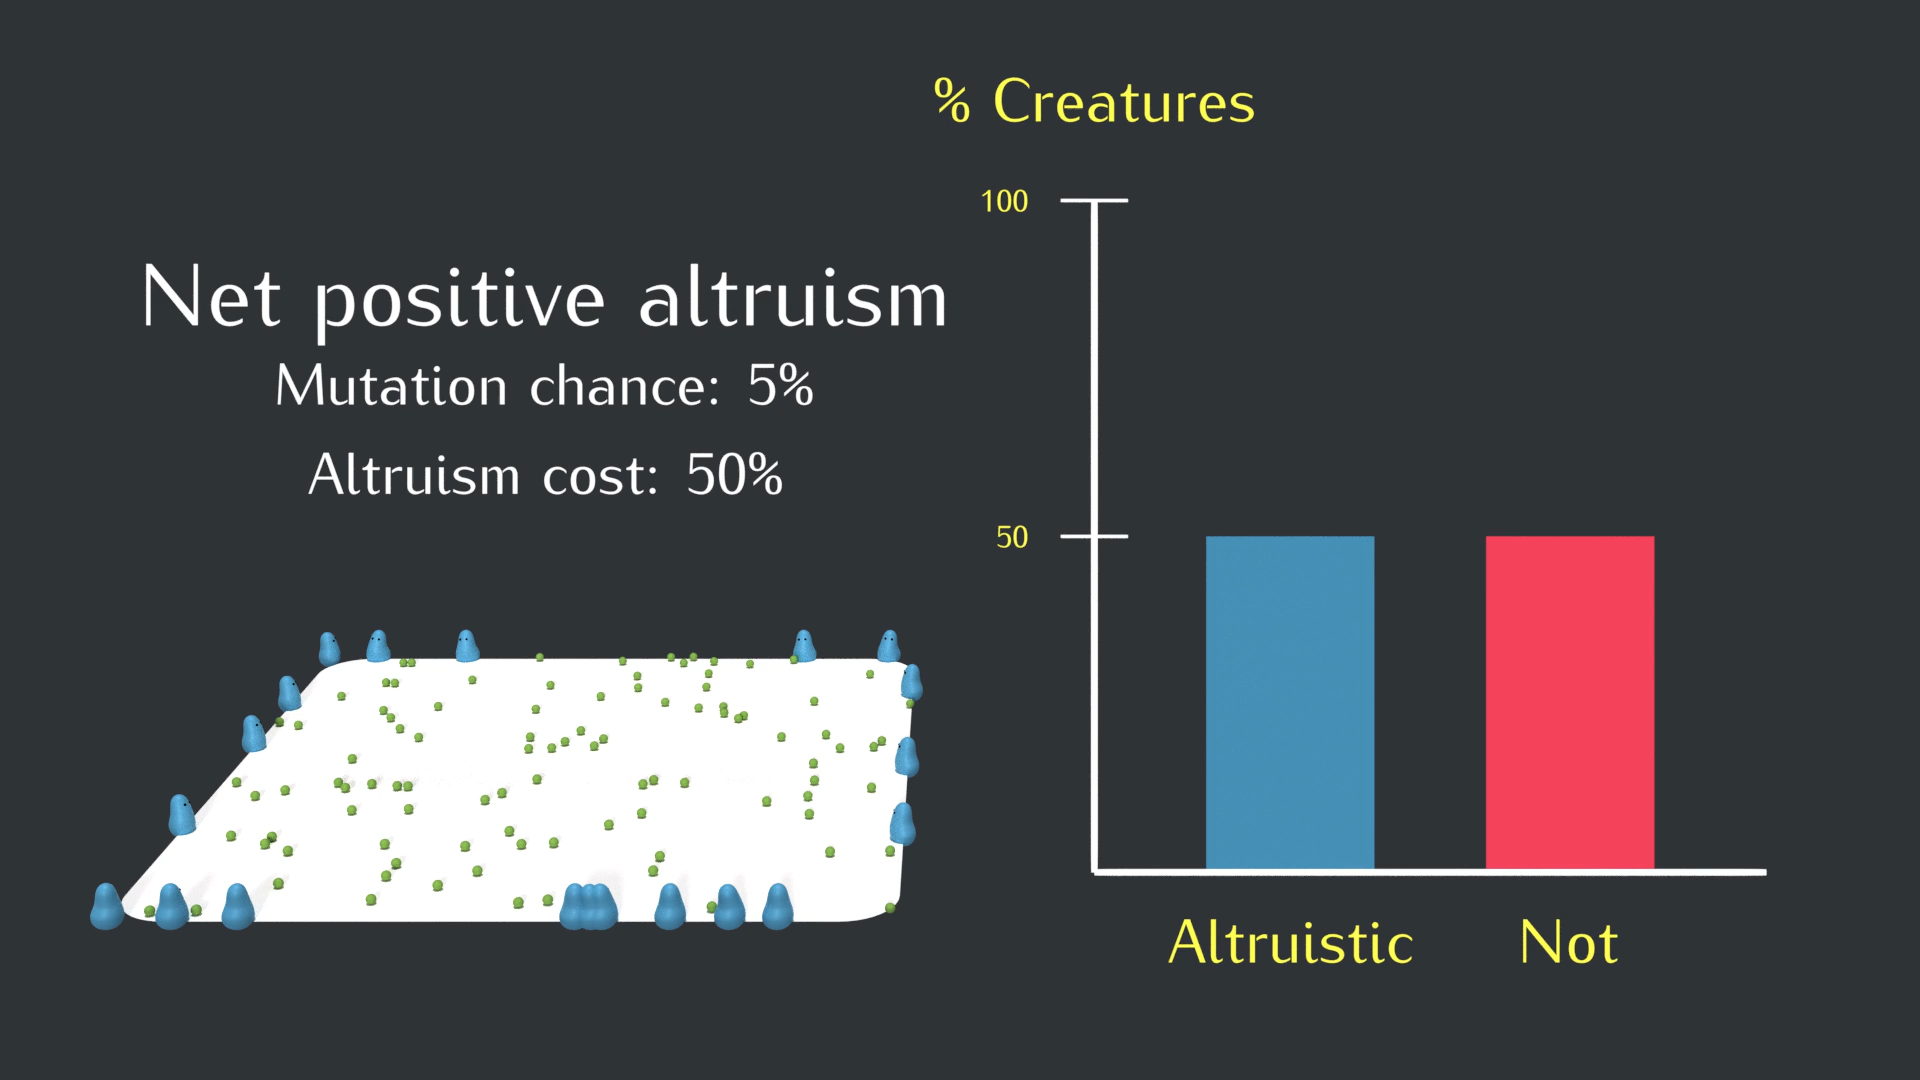 % Creatures
100
Net positive altruism
Mutation chance: 5%
Altruism cost: 50%
50
Altruistic
Not